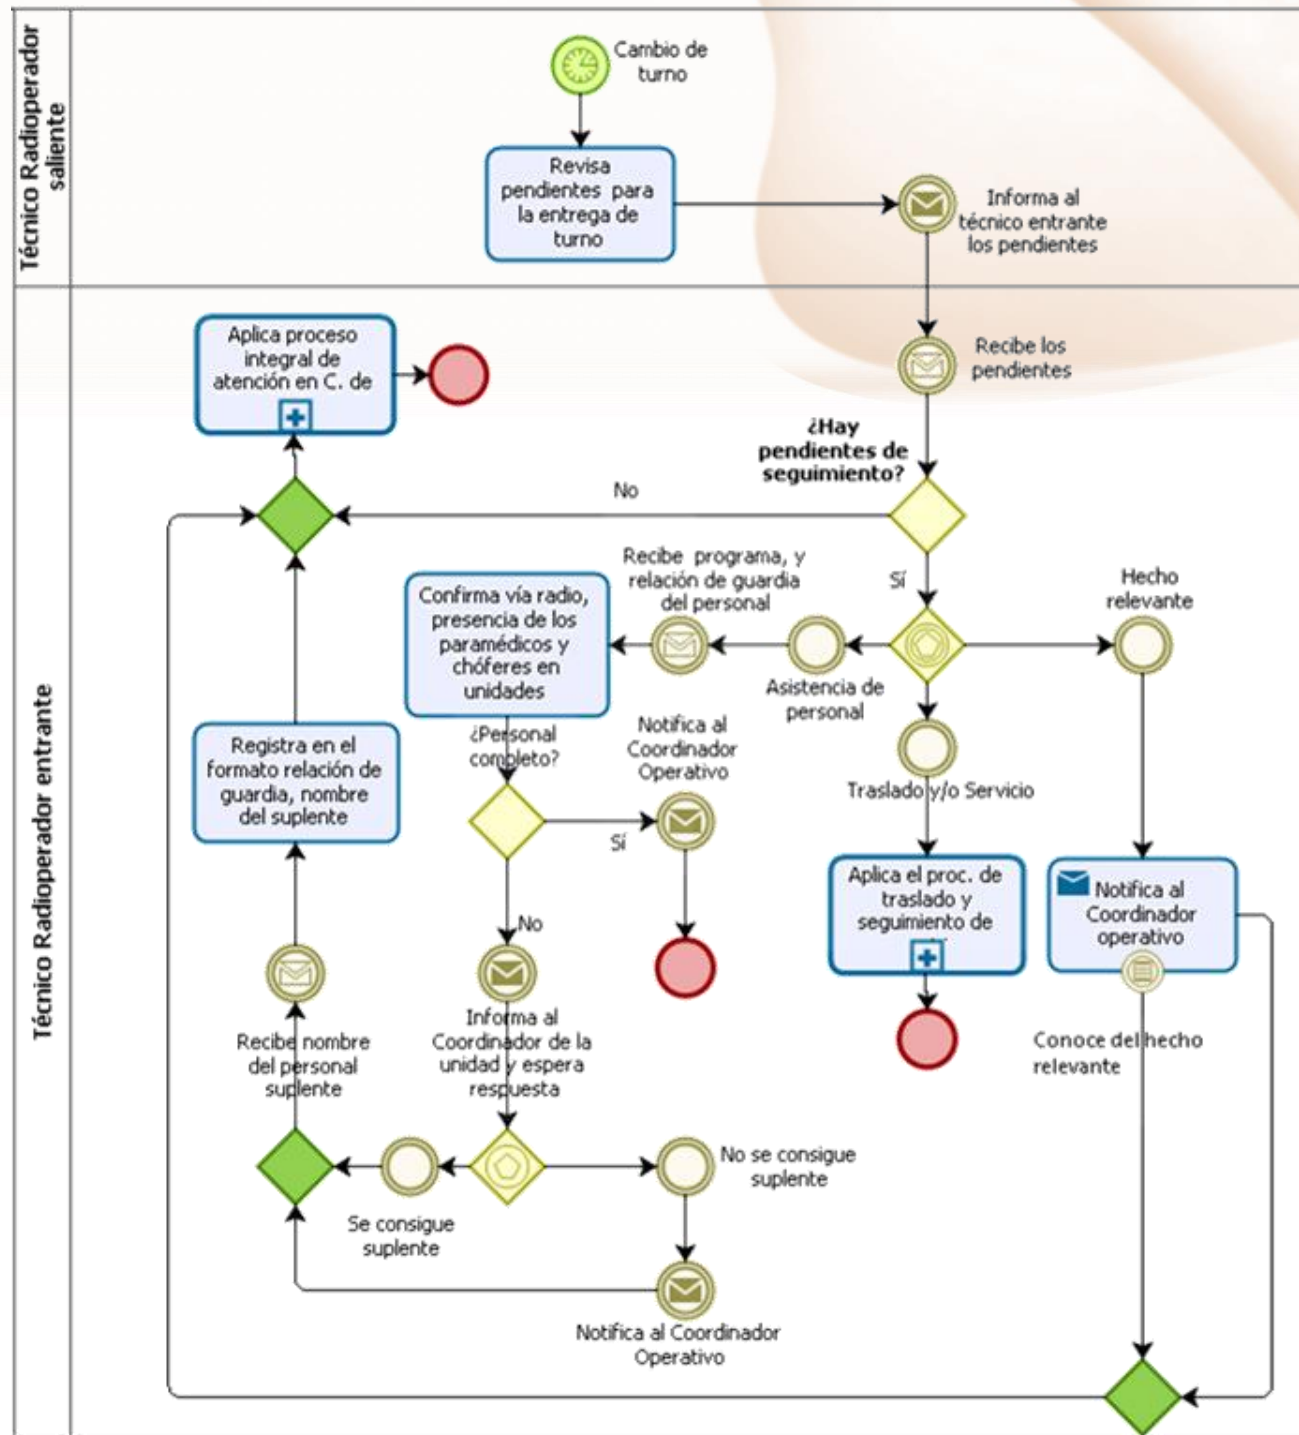 Técnico Radioperador
saliente
Cambio de
turno
Revisa
pendientes para
la entrega de
turno
Informa al
técnico entrante
los pendientes
Técnico Radioperador entrante
Aplica proceso
integral de
atención en C. de
Recibe los
pendientes
¿Hay
pendientes de
seguimiento?
No
Sí
Recibe programa, y
relación de guardia
del personal
Hecho
relevante
Confirma vía radio,
presencia de los
paramédicos y
chóferes en
unidades
Asistencia de
personal
¿Personal
completo?
Notifica al
Coordinador
Operativo
Traslado y/o Servicio
Registra en el
formato relación de
guardia, nombre
del suplente
Sí
No
Aplica el proc. de
traslado y
seguimiento de
Notifica al
Coordinador
operativo
Informa al
Coordinador de la
unidad y espera
respuesta
Recibe nombre
del personal
suplente
Conoce del hecho
relevante
No se consigue
suplente
Se consigue
suplente
Notifica al Coordinador
Operativo